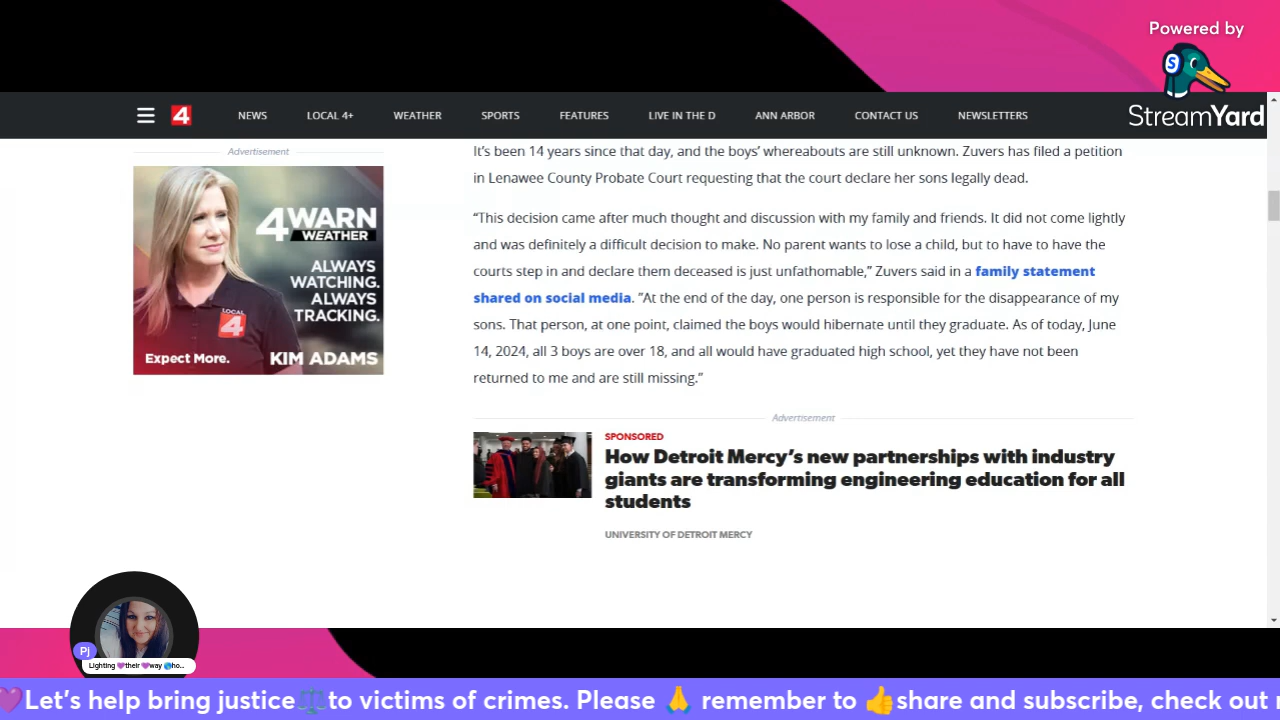 Powered by
StreamYard
4
NEWS
LOCAL 4+
WEATHER
SPORTS
FEATURES
LIVE IN THE D
ANN ARBOR
CONTACT US
NEWSLETTERS
Advertisement
4WARN
WEATHER
ALWAYS
WATCHING.
ALWAYS
TRACKING.
LOCAL
4
Expect More.
KIM ADAMS
It's been 14 years since that day, and the boys' whereabouts are still unknown. Zuvers has filed a petition
in Lenawee County Probate Court requesting that the court declare her sons legally dead.
“This decision came after much thought and discussion with my family and friends. It did not come lightly
and was definitely a difficult decision to make. No parent wants to lose a child, but to have to have the
courts step in and declare them deceased is just unfathomable,” Zuvers said in a family statement
shared on social media. “At the end of the day, one person is responsible for the disappearance of my
sons. That person, at one point, claimed the boys would hibernate until they graduate. As of today, June
14, 2024, all 3 boys are over 18, and all would have graduated high school, yet they have not been
returned to me and are still missing.”
Advertisement
SPONSORED
How Detroit Mercy's new partnerships with industry
giants are transforming engineering education for all
students
UNIVERSITY OF DETROIT MERCY
Pj
Lighting 💜their 💜way 🌎ho...
💜Let's help bring justice⚖️to victims of crimes. Please 🙏 remember to 👍share and subscribe, check out